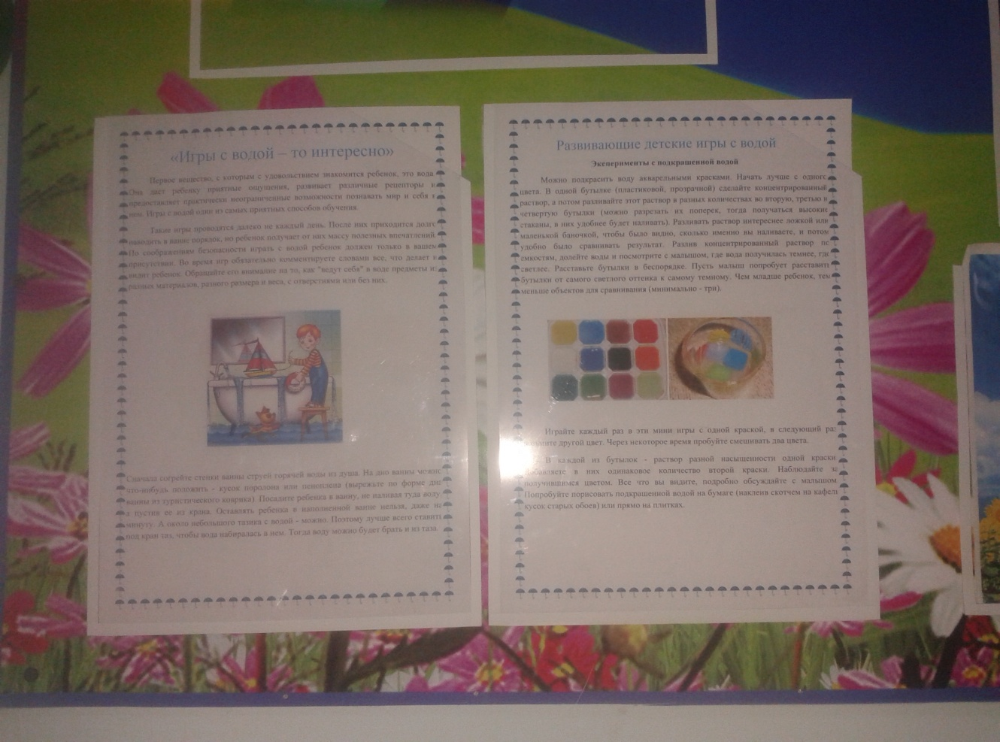 «Игры с водой – то интересно»
Первое вещество, с которым с удовольствием знакомится ребенок, это вода
Она дает ребенку приятные ощущения, развивает различные рецепторы и
предоставляет практически неограниченные возможности познавать мир и себя в
нем. Игры с водой один из самых приятных способов обучения.
Такие игры проводятся далеко не каждый день. После них приходится долго
наводить в ванне порядок, но ребенок получает от них массу полезных впечатлений
По соображениям безопасности играть с водой ребенок должен только в вашем
присутствии. Во время игр обязательно комментируете словами все, что делает и
видит ребенок. Обращайте его внимание на то, как "ведут себя" в воде предметы из
разных материалов, разного размера и веса, с отверстиями или без них.
Сначала согрейте стенки ванны струей горячей воды из душа. На дно ванны можно
что-нибудь положить - кусок поролона или пеноплена (вырежьте по форме дна
ванны из туристического коврика). Посадите ребенка в ванну, не наливая туда воду
а пустив ее из крана. Оставлять ребенка в наполненной ванне нельзя, даже на
минуту. А около небольшого тазика с водой - можно. Поэтому лучше всего ставить
под кран таз, чтобы вода набиралась в нем. Тогда воду можно будет брать и из таза.
Развивающие детские игры с водой
Эксперименты с подкрашенной водой
Можно подкрасить воду акварельными красками. Начать лучше с одного
цвета. В одной бутылке (пластиковой, прозрачной) сделайте концентрированный
раствор, а потом разливайте этот раствор в разных количествах во вторую, третью и
четвертую бутылки (можно разрезать их поперек, тогда получаться высокие
стаканы, в них удобнее будет наливать). Разливать раствор интереснее ложкой или
маленькой баночкой, чтобы было видно, сколько именно вы наливаете, и потом
удобно было сравнивать результат. Разлив концентрированный раствор по
емкостям, долейте воды и посмотрите с малышом, где вода получилась темнее, где
светлее. Расставьте бутылки в беспорядке. Пусть малыш попробует расставить
бутылки от самого светлого оттенка к самому темному. Чем младше ребенок, тем
меньше объектов для сравнивания (минимально - три).
Играйте каждый раз в эти мини игры с одной краской, в следующий раз
возьмите другой цвет. Через некоторое время пробуйте смешивать два цвета.
В каждой из бутылок - раствор разной насыщенности одной краски
добавляете в них одинаковое количество второй краски. Наблюдайте за
получившимся цветом. Все что вы видите, подробно обсуждайте с малышом
Попробуйте порисовать подкрашенной водой на бумаге (наклеив скотчем на кафель
кусок старых обоев) или прямо на плитках.